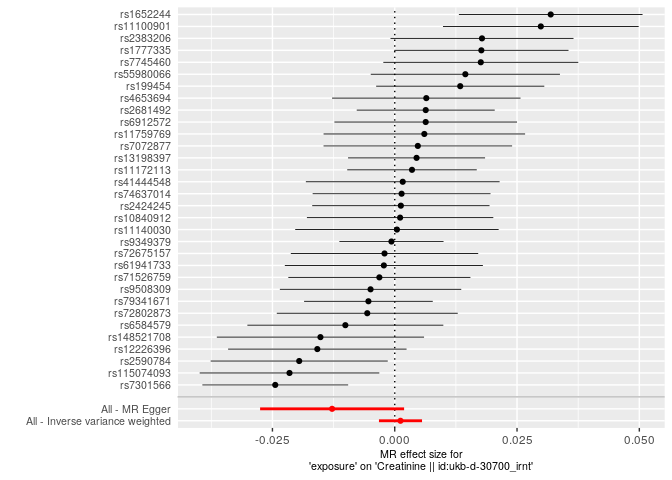 rs1652244
rs11100901
rs2383206
rs1777335
rs7745460
rs55980066
rs199454
rs4653694
rs2681492
rs6912572
rs11759769
rs7072877
rs13198397
rs11172113
rs41444548
rs74637014
rs2424245
rs10840912
rs11140030
rs9349379
rs72675157
rs61941733
rs71526759
rs9508309
rs79341671
rs72802873
rs6584579
rs148521708
rs12226396
rs2590784
rs115074093
rs7301566
All - MR Egger
All - Inverse variance weighted
-0.025 0.000 0.025 0.050
MR effect size for
'exposure' on 'Creatinine || id:ukb-d-30700_irnt'